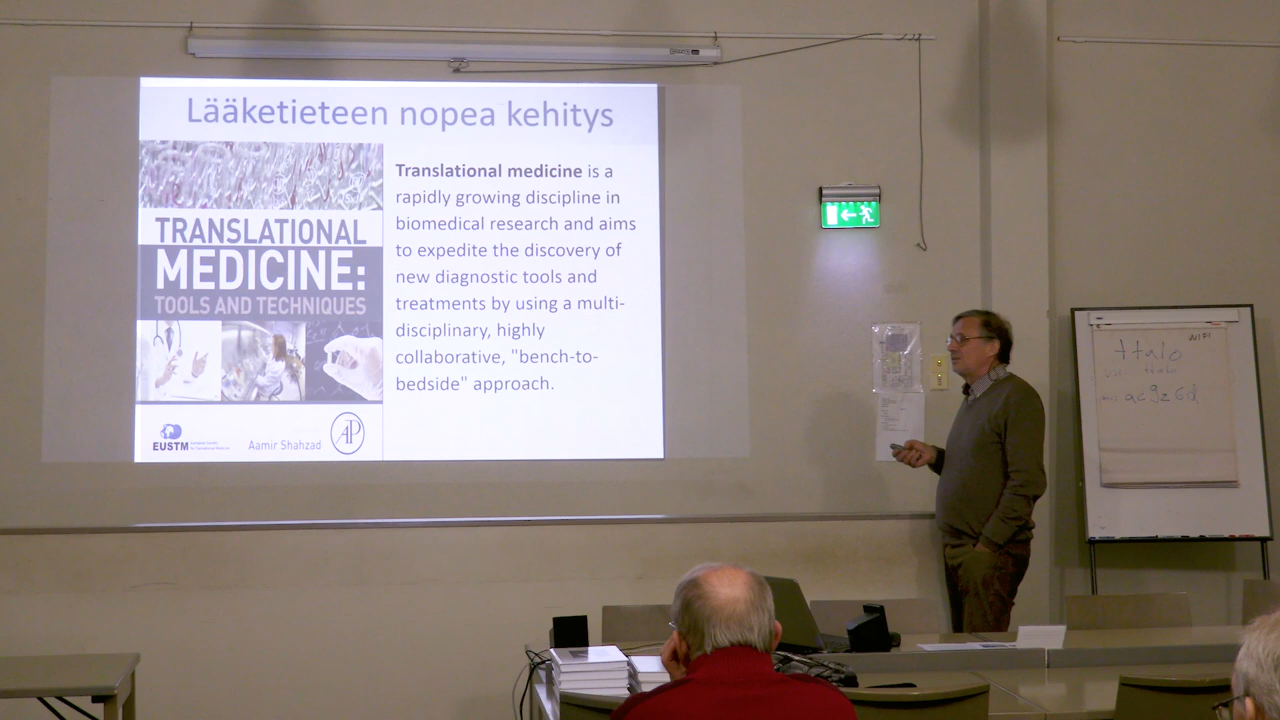 Lääketieteen nopea kehitys
TRANSLATIONAL
MEDICINE:
TOOLS AND TECHNIQUES
EUSTM
Aamir Shahzad
AP
Translational medicine is a
rapidly growing discipline in
biomedical research and aims
to expedite the discovery of
new diagnostic tools and
treatments by using a multi-
disciplinary, highly
collaborative, "bench-to-
bedside" approach.
WIFI
ttalo